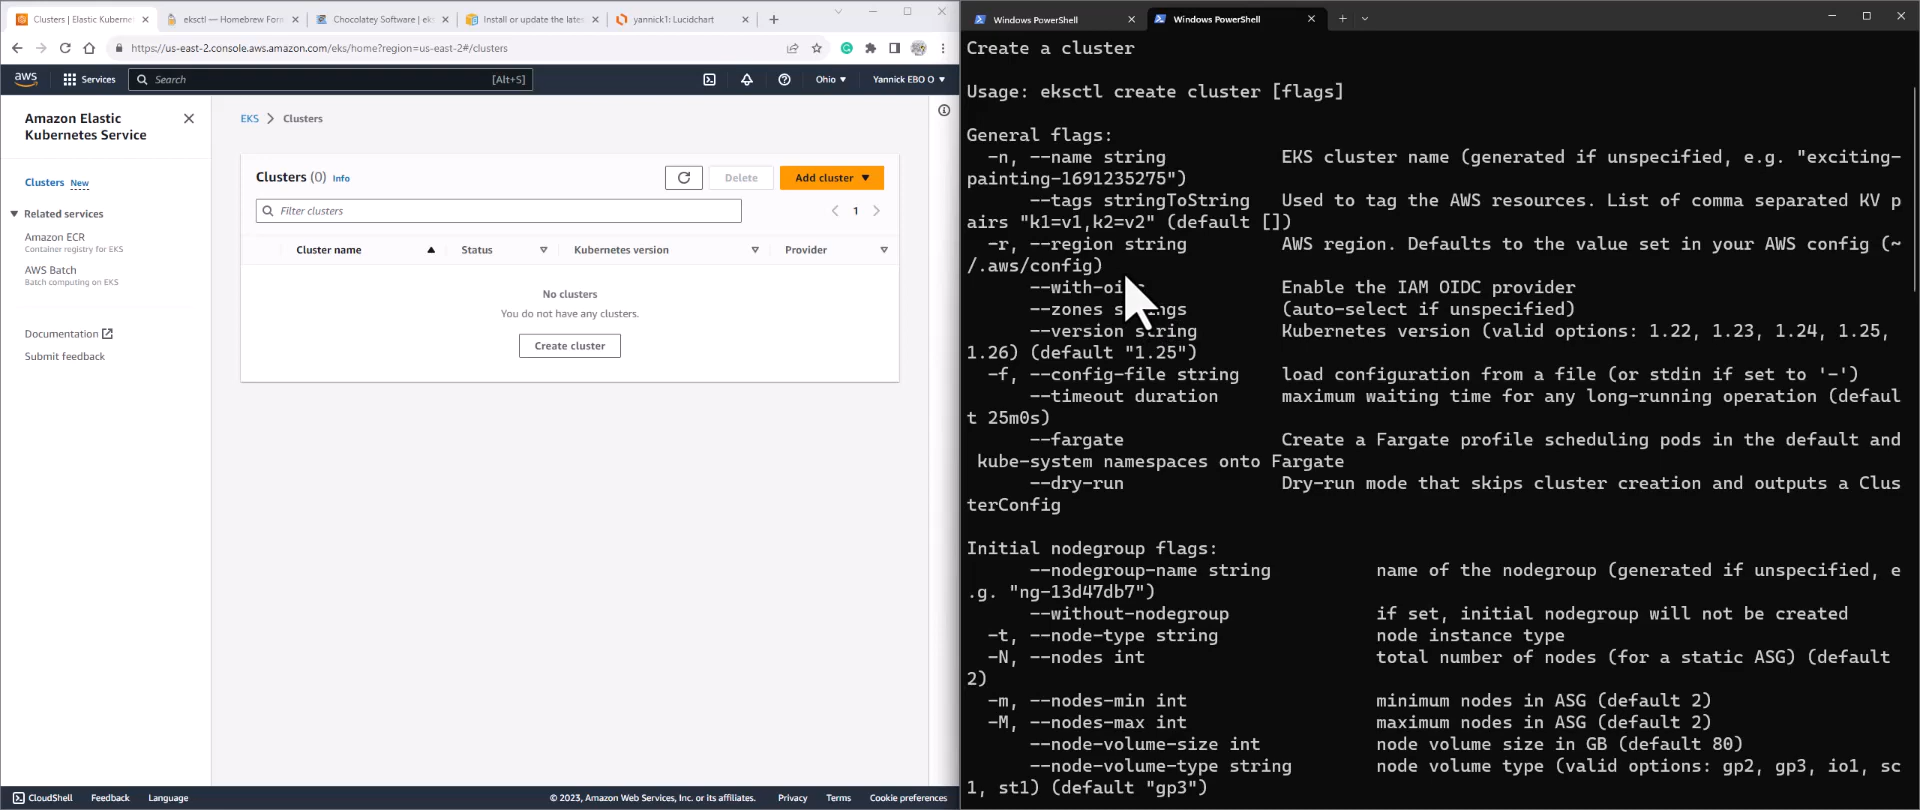 Clusters | Elastic Kubernet
eksctl — Homebrew Form
Chocolatey Software | eks
Install or update the lates
yannick1: Lucidchart
https://us-east-2.console.aws.amazon.com/eks/home?region=us-east-2#/clusters
aws
Services
Search
[Alt+S]
Ohio
Yannick EBO O
Amazon Elastic
Kubernetes Service
Clusters New
Related services
Amazon ECR
Container registry for EKS
AWS Batch
Batch computing on EKS
Documentation
Submit feedback
EKS > Clusters
Clusters (0) Info
Delete
Add cluster
Filter clusters
1
Cluster name
Status
Kubernetes version
Provider
No clusters
You do not have any clusters.
Create cluster
CloudShell
Feedback
Language
© 2023, Amazon Web Services, Inc. or its affiliates.
Privacy
Terms
Cookie preferences
Windows PowerShell
Windows PowerShell
Create a cluster
Usage: eksctl create cluster [flags]
General flags:
-n, --name string EKS cluster name (generated if unspecified, e.g. "exciting-
painting-1691235275")
--tags stringToString Used to tag the AWS resources. List of comma separated KV p
airs "k1=v1,k2=v2" (default [])
-r, --region string AWS region. Defaults to the value set in your AWS config (~
/.aws/config)
--with-oidc Enable the IAM OIDC provider
--zones strings (auto-select if unspecified)
--version string Kubernetes version (valid options: 1.22, 1.23, 1.24, 1.25,
1.26) (default "1.25")
-f, --config-file string load configuration from a file (or stdin if set to '-')
--timeout duration maximum waiting time for any long-running operation (defaul
t 25m0s)
--fargate Create a Fargate profile scheduling pods in the default and
kube-system namespaces onto Fargate
--dry-run Dry-run mode that skips cluster creation and outputs a Clus
terConfig
Initial nodegroup flags:
--nodegroup-name string name of the nodegroup (generated if unspecified, e
.g. "ng-13d47db7")
--without-nodegroup if set, initial nodegroup will not be created
-t, --node-type string node instance type
-N, --nodes int total number of nodes (for a static ASG) (default
2)
-m, --nodes-min int minimum nodes in ASG (default 2)
-M, --nodes-max int maximum nodes in ASG (default 2)
--node-volume-size int node volume size in GB (default 80)
--node-volume-type string node volume type (valid options: gp2, gp3, io1, sc
1, st1) (default "gp3")